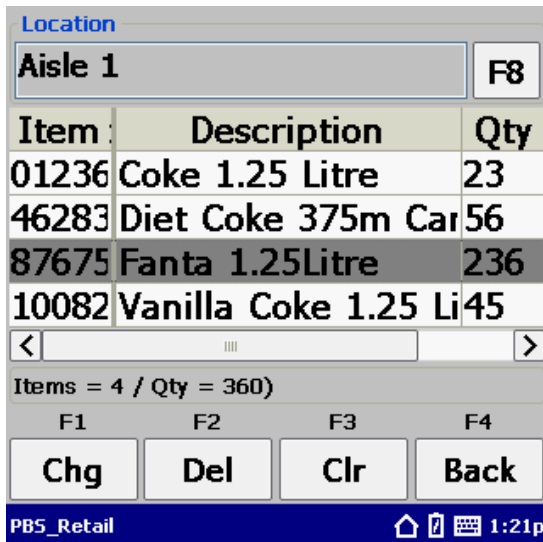 Location
Aisle 1 F8
Item : Description Qty
01236 Coke 1.25 Litre 23
46283 Diet Coke 375m Car 56
87675 Fanta 1.25Litre 236
10082 Vanilla Coke 1.25 Li 45
Items = 4 / Qty = 360)
F1 F2 F3 F4
Chg Del Clr Back
PBS_Retail 1:21p